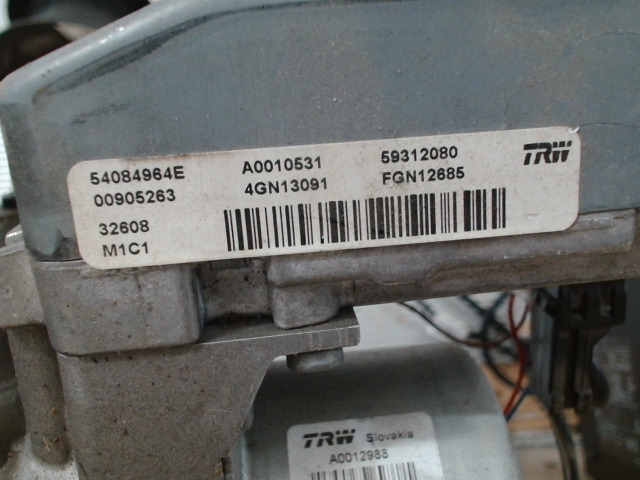 54084964E A0010531 59312080 TRW
00905263 4GN13091 FGN12685
32608
M1C1
TRW Slovakia
A0012988